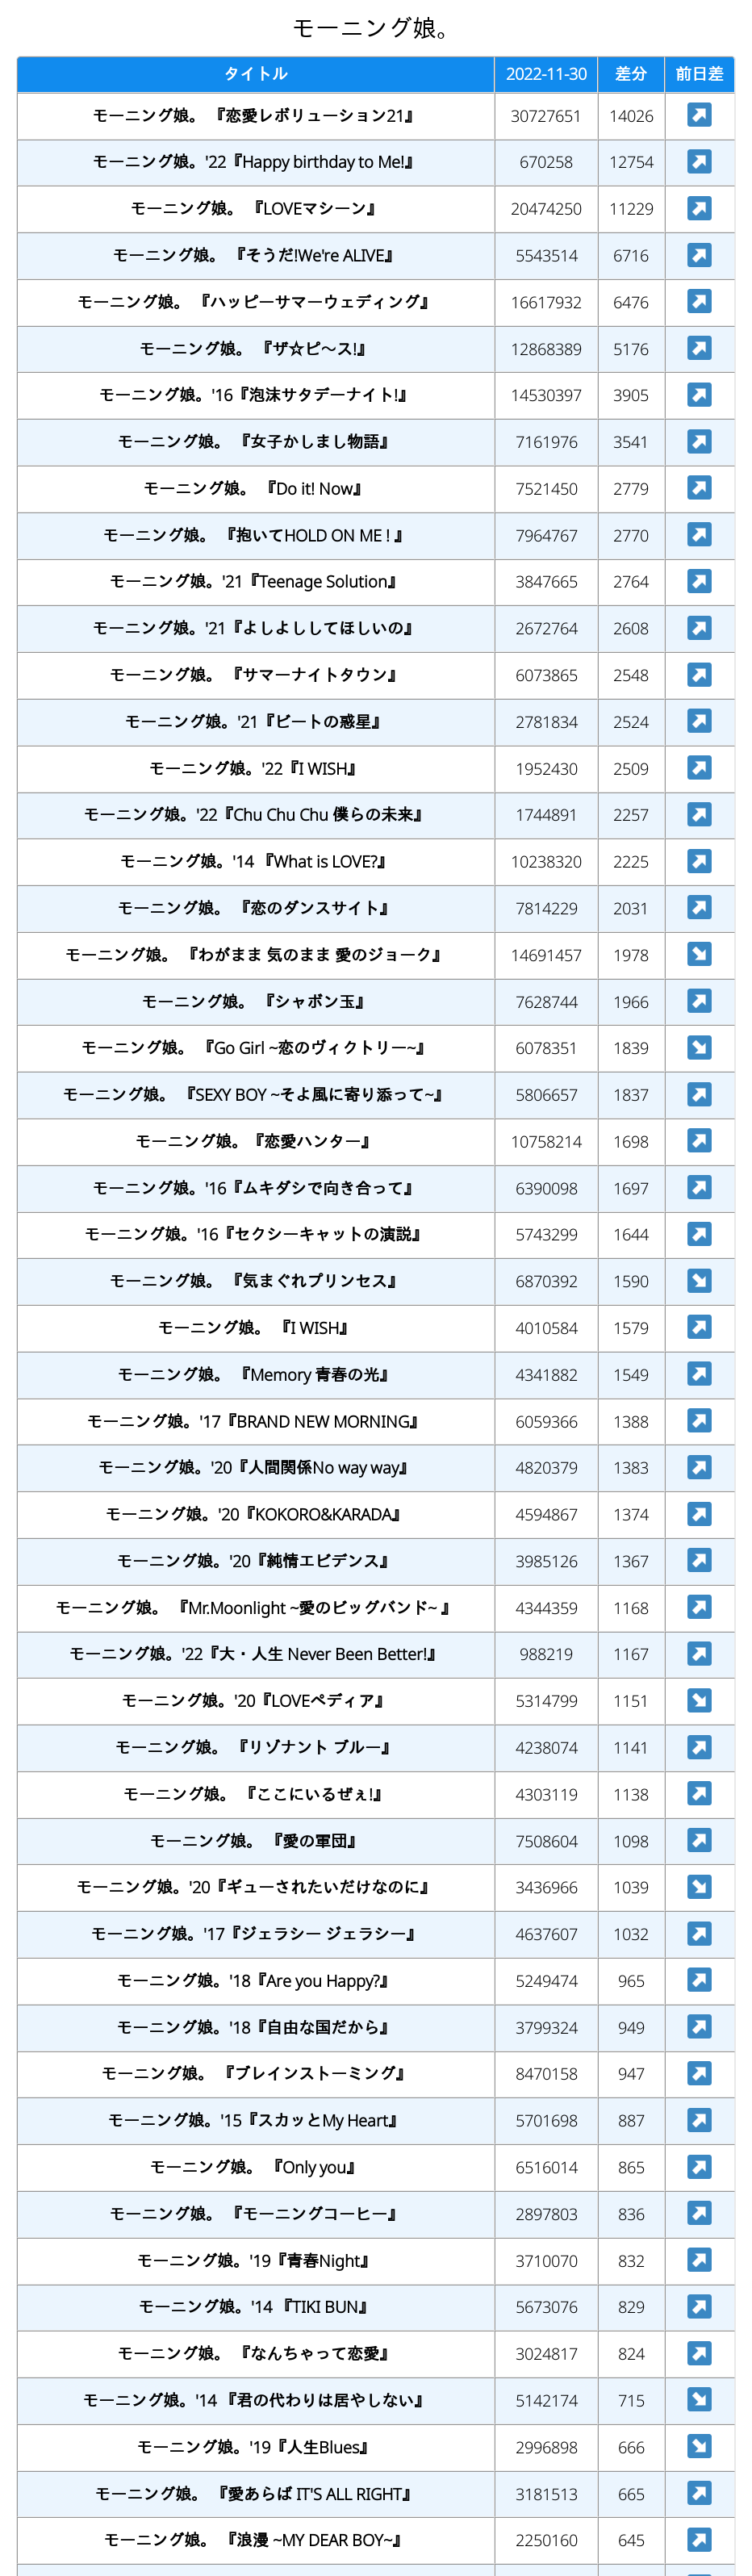 モーニング娘。
タイトル 2022-11-30 差分 前日差
モーニング娘。 『恋愛レボリューション21』 30727651 14026
モーニング娘。'22『Happy birthday to Me!』 670258 12754
モーニング娘。 『LOVEマシーン』 20474250 11229
モーニング娘。 『そうだ!We're ALIVE』 5543514 6716
モーニング娘。 『ハッピーサマーウェディング』 16617932 6476
モーニング娘。 『ザ☆ピ～ス!』 12868389 5176
モーニング娘。'16『泡沫サタデーナイト!』 14530397 3905
モーニング娘。 『女子かしまし物語』 7161976 3541
モーニング娘。 『Do it! Now』 7521450 2779
モーニング娘。 『抱いてHOLD ON ME ! 』 7964767 2770
モーニング娘。'21『Teenage Solution』 3847665 2764
モーニング娘。'21『よしよししてほしいの』 2672764 2608
モーニング娘。 『サマーナイトタウン』 6073865 2548
モーニング娘。'21『ビートの惑星』 2781834 2524
モーニング娘。'22『I WISH』 1952430 2509
モーニング娘。'22『Chu Chu Chu 僕らの未来』 1744891 2257
モーニング娘。'14 『What is LOVE?』 10238320 2225
モーニング娘。 『恋のダンスサイト』 7814229 2031
モーニング娘。 『わがまま 気のまま 愛のジョーク』 14691457 1978
モーニング娘。 『シャボン玉』 7628744 1966
モーニング娘。 『Go Girl ~恋のヴィクトリー~』 6078351 1839
モーニング娘。 『SEXY BOY ~そよ風に寄り添って~』 5806657 1837
モーニング娘。『恋愛ハンター』 10758214 1698
モーニング娘。'16『ムキダシで向き合って』 6390098 1697
モーニング娘。'16『セクシーキャットの演説』 5743299 1644
モーニング娘。 『気まぐれプリンセス』 6870392 1590
モーニング娘。 『I WISH』 4010584 1579
モーニング娘。 『Memory 青春の光』 4341882 1549
モーニング娘。'17『BRAND NEW MORNING』 6059366 1388
モーニング娘。'20『人間関係No way way』 4820379 1383
モーニング娘。'20『KOKORO&KARADA』 4594867 1374
モーニング娘。'20『純情エビデンス』 3985126 1367
モーニング娘。 『Mr.Moonlight ~愛のビッグバンド~ 』 4344359 1168
モーニング娘。'22『大・人生 Never Been Better!』 988219 1167
モーニング娘。'20『LOVEペディア』 5314799 1151
モーニング娘。 『リゾナント ブルー』 4238074 1141
モーニング娘。 『ここにいるぜぇ!』 4303119 1138
モーニング娘。 『愛の軍団』 7508604 1098
モーニング娘。'20『ギューされたいだけなのに』 3436966 1039
モーニング娘。'17『ジェラシー ジェラシー』 4637607 1032
モーニング娘。'18『Are you Happy?』 5249474 965
モーニング娘。'18『自由な国だから』 3799324 949
モーニング娘。 『ブレインストーミング』 8470158 947
モーニング娘。'15『スカッとMy Heart』 5701698 887
モーニング娘。 『Only you』 6516014 865
モーニング娘。 『モーニングコーヒー』 2897803 836
モーニング娘。'19『青春Night』 3710070 832
モーニング娘。'14 『TIKI BUN』 5673076 829
モーニング娘。 『なんちゃって恋愛』 3024817 824
モーニング娘。'14 『君の代わりは居やしない』 5142174 715
モーニング娘。'19『人生Blues』 2996898 666
モーニング娘。 『愛あらば IT'S ALL RIGHT』 3181513 665
モーニング娘。 『浪漫 ~MY DEAR BOY~』 2250160 645